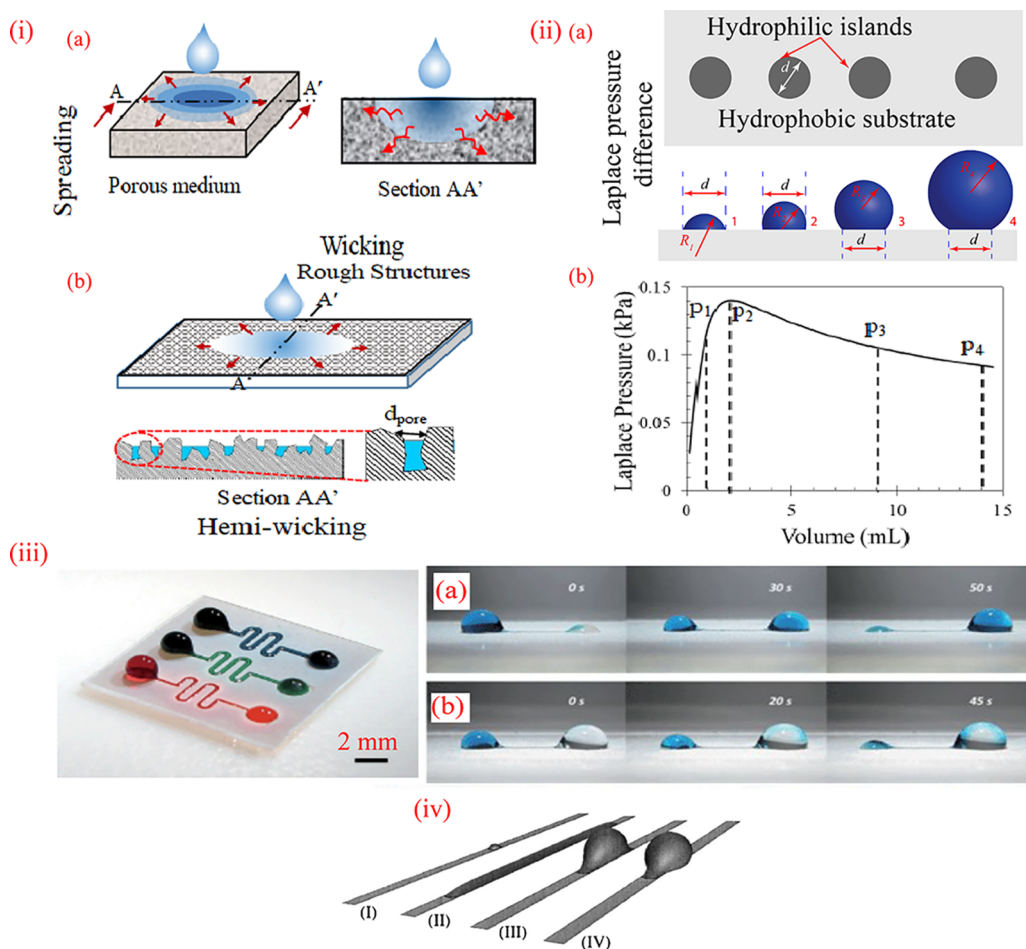 (i)
(a)
A
A′
Spreading
Porous medium
Section AA'
Wicking
Rough Structures
(b)
A′
A
d pore
Section AA'
Hemi-wicking
(ii)
(a)
Hydrophilic islands
d
Hydrophobic substrate
Laplace pressure
difference
d
d
R1
1
2
R3
3
R4
4
d
d
(b)
Laplace Pressure (kPa)
0.15
0.1
0.05
0
P1
P2
P3
P4
0
5
10
15
Volume (mL)
(iii)
2 mm
(a)
0 s
30 s
50 s
(b)
0 s
20 s
45 s
(iv)
(I)
(II)
(III)
(IV)